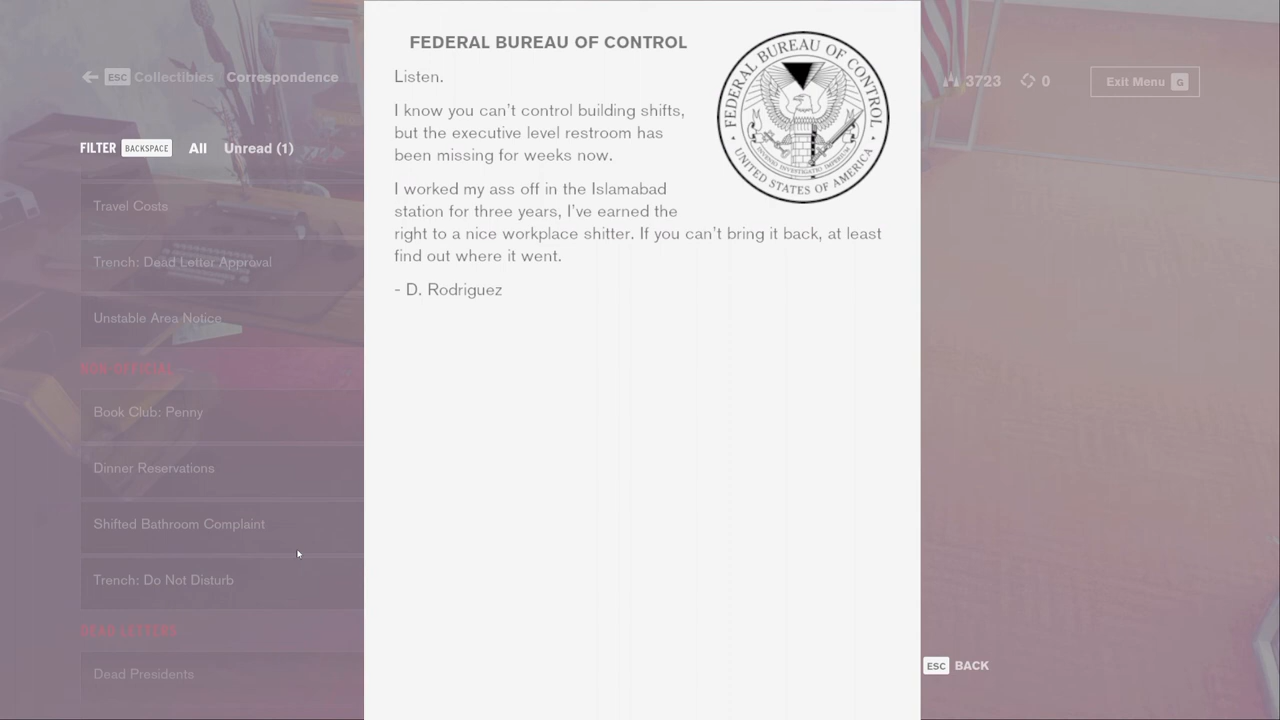 FEDERAL BUREAU OF CONTROL
Listen.
I know you can't control building shifts,
but the executive level restroom has
been missing for weeks now.
I worked my ass off in the Islamabad
station for three years, I've earned the
right to a nice workplace shitter. If you can't bring it back, at least
find out where it went.
- D. Rodriguez
FEDERAL BUREAU OF CONTROL
UNITED STATES OF AMERICA
ESC Collectibles Correspondence
3723 0 Exit Menu G
FILTER BACKSPACE All Unread (1)
Travel Costs
Trench: Dead Letter Approval
Unstable Area Notice
NON-OFFICIAL
Book Club: Penny
Dinner Reservations
Shifted Bathroom Complaint
Trench: Do Not Disturb
DEAD LETTERS
Dead Presidents
ESC BACK